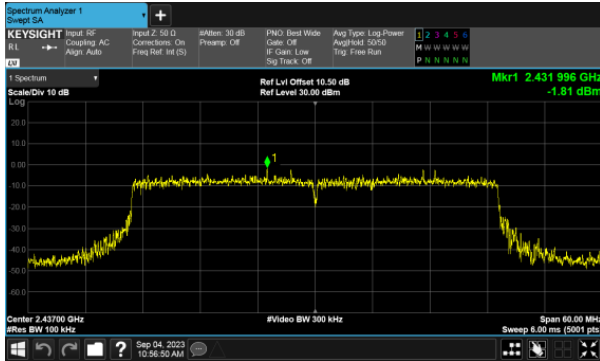 Spectrum Analyzer 1
Swept SA
+
KEYSIGHT Input: RF Input Z: 50 Ω #Atten: 30 dB PNO: Best Wide Avg Type: Log-Power 1 2 3 4 5 6
RL Coupling: AC Corrections: On Preamp: Off Gate: Off Avg|Hold: 50/50 M W W W W W
Align: Auto Freq Ref: Int (S) IF Gain: Low Trig: Free Run
LXI Sig Track: Off P N N N N N
1 Spectrum Ref Lvl Offset 10.50 dB Mkr1 2.431 996 GHz
Scale/Div 10 dB Ref Level 30.00 dBm -1.81 dBm
Log
20.0
10.0
0.00
1
-10.0
-20.0
-30.0
-40.0
-50.0
-60.0
Center 2.43700 GHz #Video BW 300 kHz Span 60.00 MHz
#Res BW 100 kHz Sweep 6.00 ms (5001 pts)
? Sep 04, 2023
10:56:50 AM